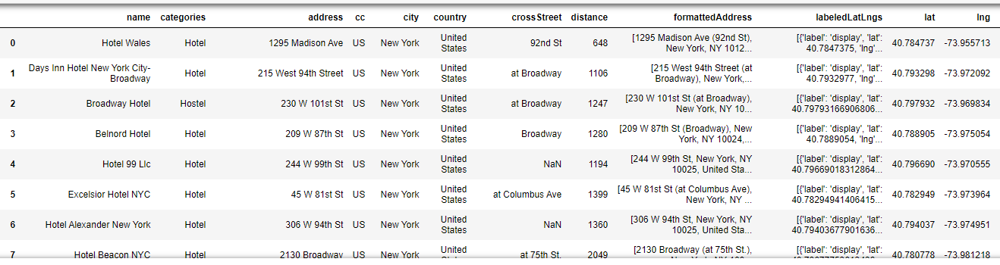 name categories address cc city country crossStreet distance formattedAddress labeledLatLngs lat lng
0 Hotel Wales Hotel 1295 Madison Ave US New York United States 92nd St 648 [1295 Madison Ave (92nd St), New York, NY 1012... [{'label': 'display', 'lat': 40.7847375, 'lng'... 40.784737 -73.955713
1 Days Inn Hotel New York City-Broadway Hotel 215 West 94th Street US New York United States at Broadway 1106 [215 West 94th Street (at Broadway), New York,... [{'label': 'display', 'lat': 40.7932977, 'lng'... 40.793298 -73.972092
2 Broadway Hotel Hostel 230 W 101st St US New York United States at Broadway 1247 [230 W 101st St (at Broadway), New York, NY 10... [{'label': 'display', 'lat': 40.79793166906806... 40.797932 -73.969834
3 Belnord Hotel Hotel 209 W 87th St US New York United States Broadway 1280 [209 W 87th St (Broadway), New York, NY 10024,... [{'label': 'display', 'lat': 40.7889054, 'lng'... 40.788905 -73.975054
4 Hotel 99 Llc Hotel 244 W 99th St US New York United States NaN 1194 [244 W 99th St, New York, NY 10025, United Sta... [{'label': 'display', 'lat': 40.79669018312864... 40.796690 -73.970555
5 Excelsior Hotel NYC Hotel 45 W 81st St US New York United States at Columbus Ave 1399 [45 W 81st St (at Columbus Ave), New York, NY ... [{'label': 'display', 'lat': 40.78294941406415... 40.782949 -73.973964
6 Hotel Alexander New York Hotel 306 W 94th St US New York United States NaN 1360 [306 W 94th St, New York, NY 10025, United Sta... [{'label': 'display', 'lat': 40.79403677901636... 40.794037 -73.974951
7 Hotel Beacon NYC Hotel 2130 Broadway US New York United States at 75th St. 2049 [2130 Broadway (at 75th St.), [{'label': 'display', 'lat': 40.780778 -73.981218